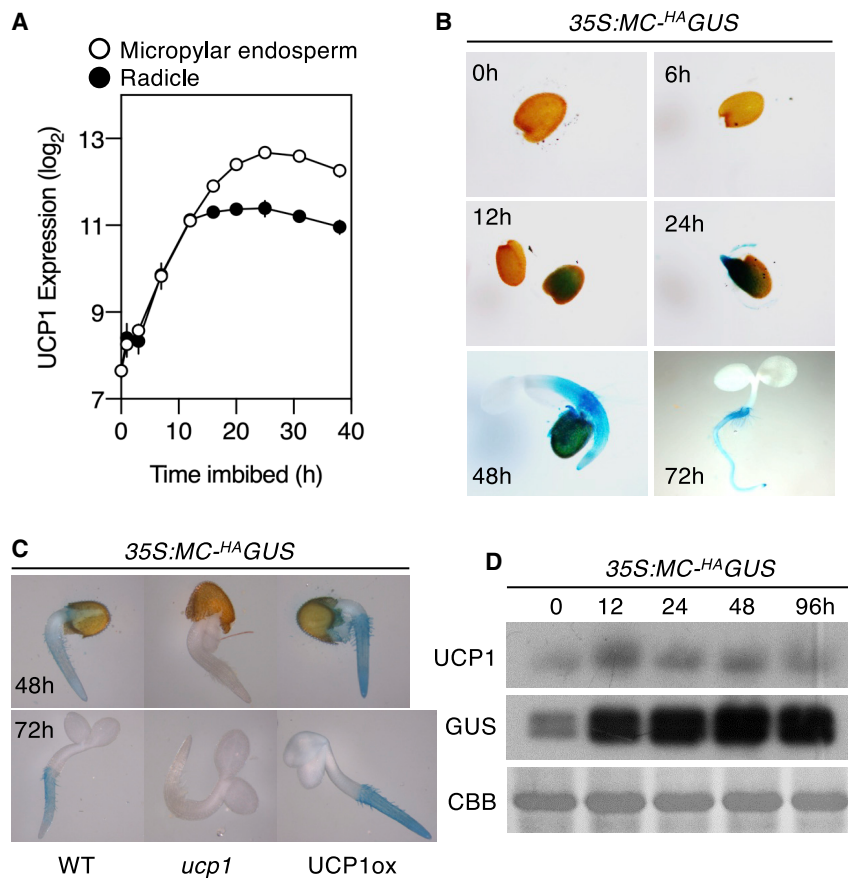 A
Micropylar endosperm
Radicle
UCP1 Expression (log₂)
13
11
9
7
0 10 20 30 40
Time imbibed (h)
B
35S:MC-ᴴᴬGUS
0h 6h
12h 24h
48h 72h
C
35S:MC-ᴴᴬGUS
48h
72h
WT ucp1 UCP1ox
D
35S:MC-ᴴᴬGUS
0 12 24 48 96h
UCP1
GUS
CBB